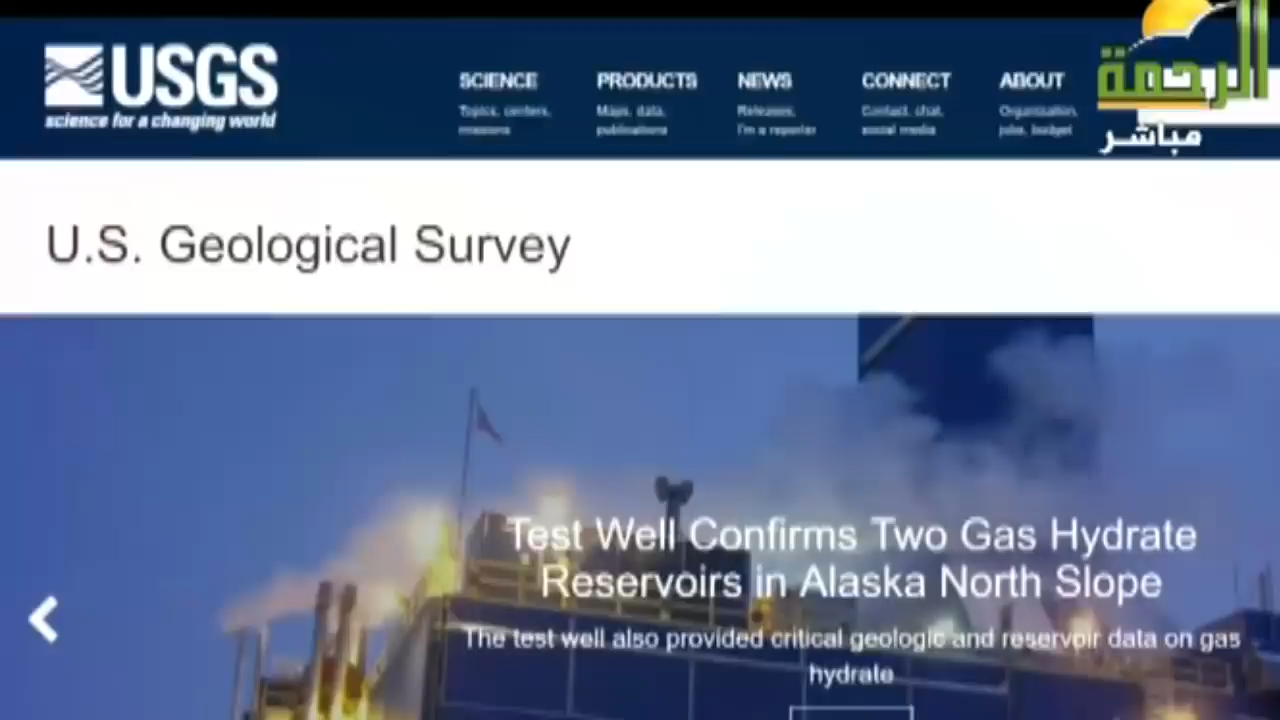 USGS
science for a changing world
SCIENCE
Topics, centers,
missions
PRODUCTS
Maps, data,
publications
NEWS
Releases,
I'm a reporter
CONNECT
Contact, chat,
social media
ABOUT
Organization,
jobs, budget
الرحمة
مباشر
U.S. Geological Survey
Test Well Confirms Two Gas Hydrate
Reservoirs in Alaska North Slope
The test well also provided critical geologic and reservoir data on gas
hydrate